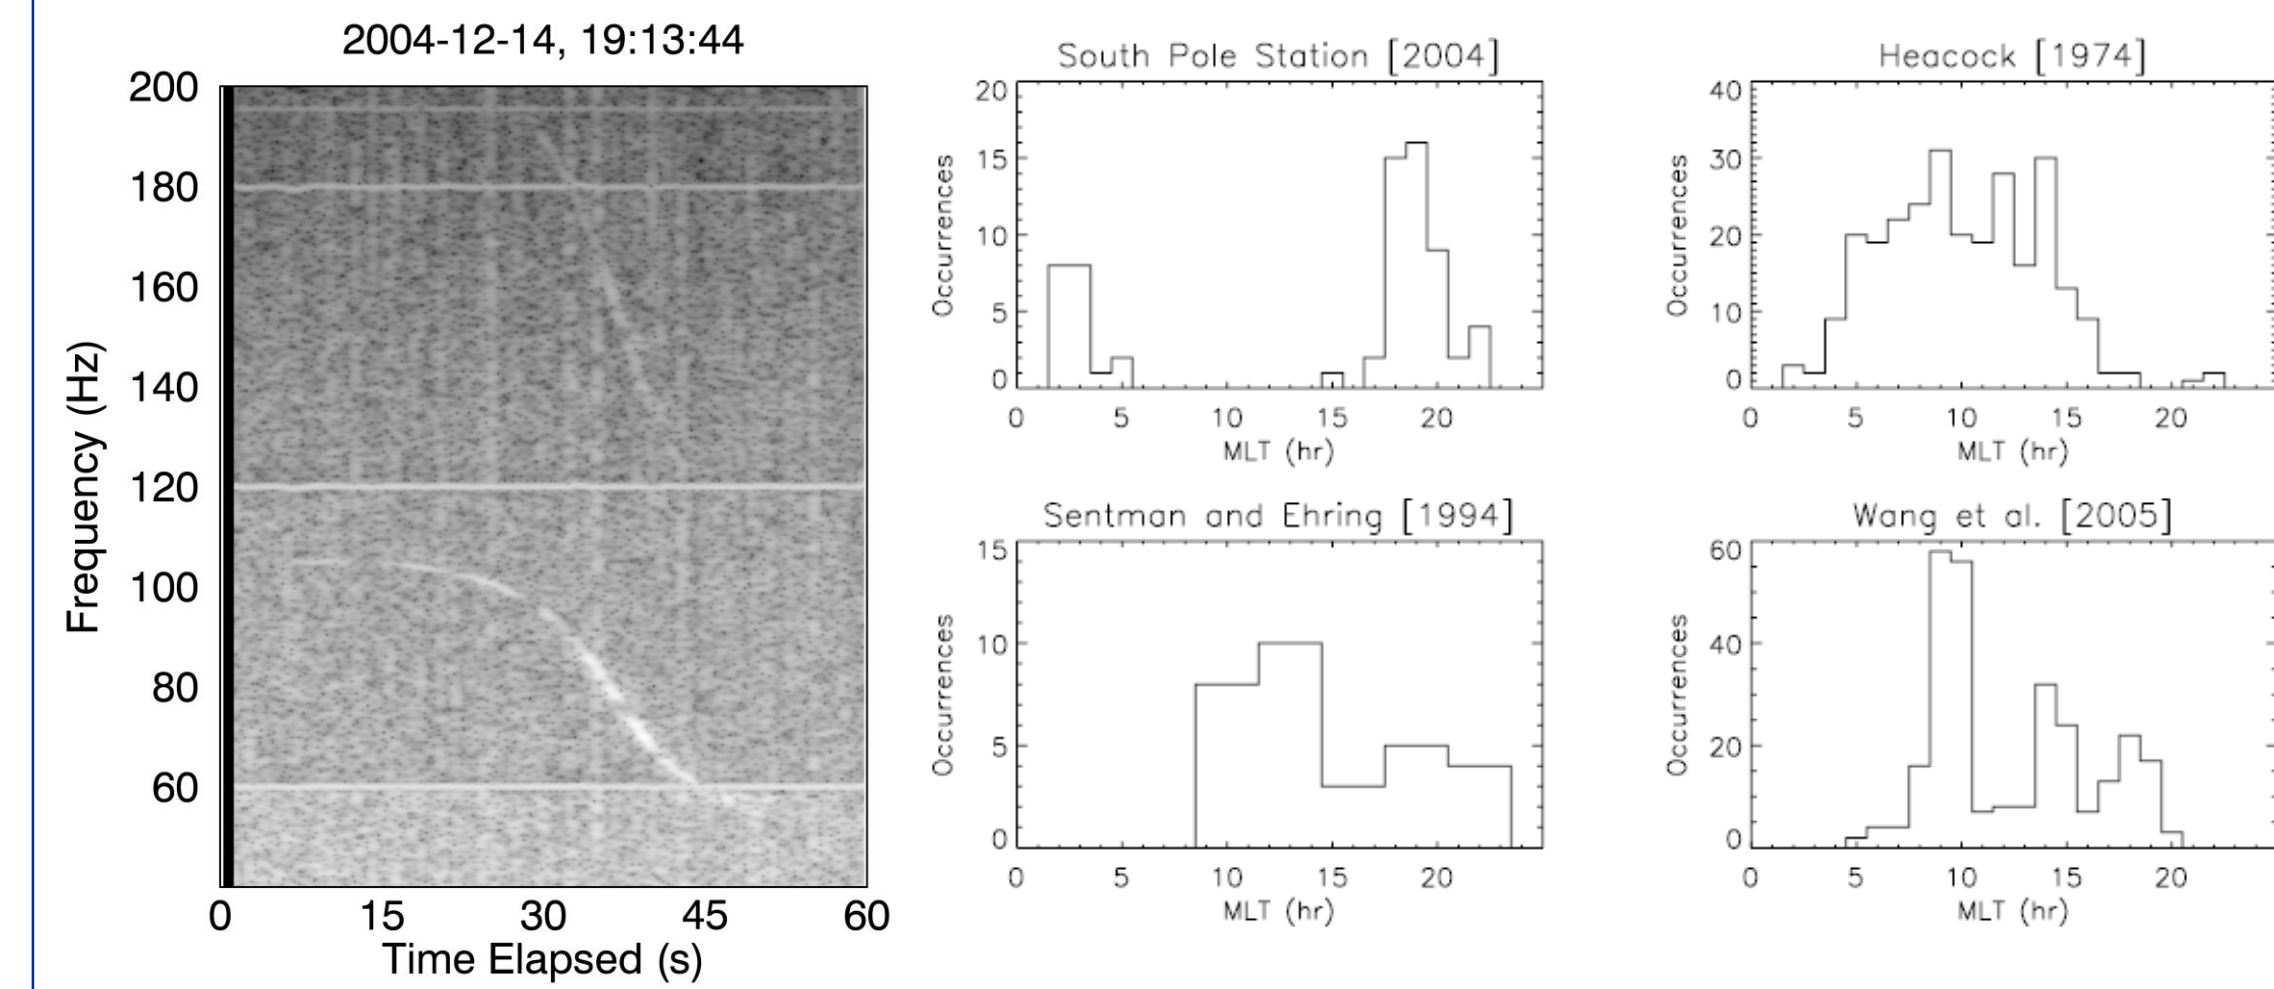 2004-12-14, 19:13:44
200
180
160
140
120
100
80
60
Frequency (Hz)
0 15 30 45 60
Time Elapsed (s)
South Pole Station [2004]
20
15
10
5
0
Occurrences
0 5 10 15 20
MLT (hr)
Heacock [1974]
40
30
20
10
0
Occurrences
0 5 10 15 20
MLT (hr)
Sentman and Ehring [1994]
15
10
5
0
Occurrences
0 5 10 15 20
MLT (hr)
Wang et al. [2005]
60
40
20
0
Occurrences
0 5 10 15 20
MLT (hr)